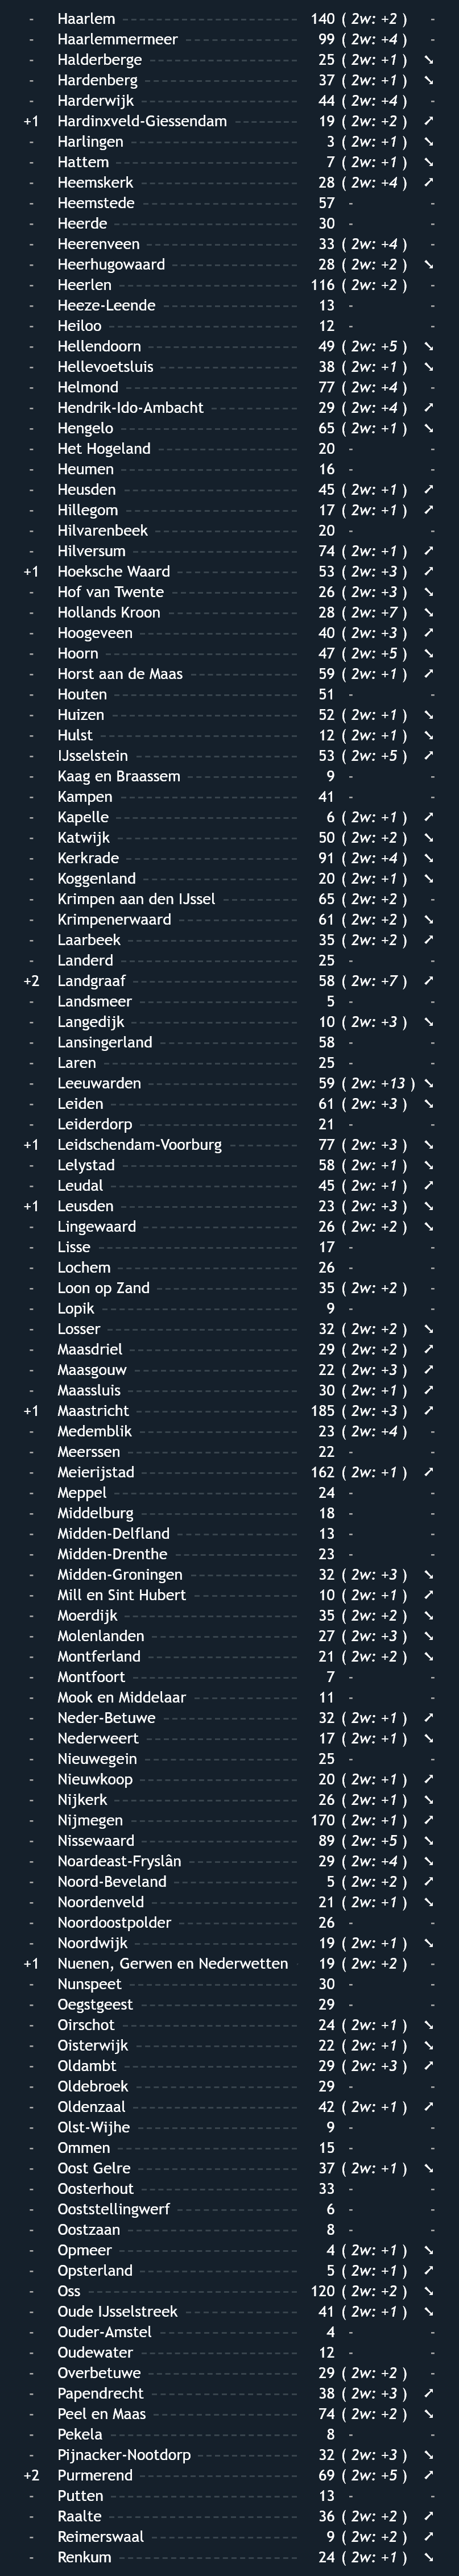 - Haarlem 140 ( 2w: +2 ) -
- Haarlemmermeer 99 ( 2w: +4 ) -
- Halderberge 25 ( 2w: +1 ) ➘
- Hardenberg 37 ( 2w: +1 ) ➘
- Harderwijk 44 ( 2w: +4 ) -
+1 Hardinxveld-Giessendam 19 ( 2w: +2 ) ➚
- Harlingen 3 ( 2w: +1 ) ➘
- Hattem 7 ( 2w: +1 ) ➘
- Heemskerk 28 ( 2w: +4 ) ➚
- Heemstede 57 - -
- Heerde 30 - -
- Heerenveen 33 ( 2w: +4 ) -
- Heerhugowaard 28 ( 2w: +2 ) ➘
- Heerlen 116 ( 2w: +2 ) -
- Heeze-Leende 13 - -
- Heiloo 12 - -
- Hellendoorn 49 ( 2w: +5 ) ➘
- Hellevoetsluis 38 ( 2w: +1 ) ➘
- Helmond 77 ( 2w: +4 ) -
- Hendrik-Ido-Ambacht 29 ( 2w: +4 ) ➚
- Hengelo 65 ( 2w: +1 ) ➘
- Het Hogeland 20 - -
- Heumen 16 - -
- Heusden 45 ( 2w: +1 ) ➚
- Hillegom 17 ( 2w: +1 ) ➚
- Hilvarenbeek 20 - -
- Hilversum 74 ( 2w: +1 ) ➚
+1 Hoeksche Waard 53 ( 2w: +3 ) ➚
- Hof van Twente 26 ( 2w: +3 ) ➘
- Hollands Kroon 28 ( 2w: +7 ) ➘
- Hoogeveen 40 ( 2w: +3 ) ➚
- Hoorn 47 ( 2w: +5 ) ➘
- Horst aan de Maas 59 ( 2w: +1 ) ➚
- Houten 51 - -
- Huizen 52 ( 2w: +1 ) ➘
- Hulst 12 ( 2w: +1 ) ➘
- IJsselstein 53 ( 2w: +5 ) ➚
- Kaag en Braassem 9 - -
- Kampen 41 - -
- Kapelle 6 ( 2w: +1 ) ➚
- Katwijk 50 ( 2w: +2 ) ➘
- Kerkrade 91 ( 2w: +4 ) ➘
- Koggenland 20 ( 2w: +1 ) ➘
- Krimpen aan den IJssel 65 ( 2w: +2 ) -
- Krimpenerwaard 61 ( 2w: +2 ) ➘
- Laarbeek 35 ( 2w: +2 ) ➚
- Landerd 25 - -
+2 Landgraaf 58 ( 2w: +7 ) ➚
- Landsmeer 5 - -
- Langedijk 10 ( 2w: +3 ) ➘
- Lansingerland 58 - -
- Laren 25 - -
- Leeuwarden 59 ( 2w: +13 ) ➘
- Leiden 61 ( 2w: +3 ) ➘
- Leiderdorp 21 - -
+1 Leidschendam-Voorburg 77 ( 2w: +3 ) ➘
- Lelystad 58 ( 2w: +1 ) ➘
- Leudal 45 ( 2w: +1 ) ➚
+1 Leusden 23 ( 2w: +3 ) ➘
- Lingewaard 26 ( 2w: +2 ) ➘
- Lisse 17 - -
- Lochem 26 - -
- Loon op Zand 35 ( 2w: +2 ) -
- Lopik 9 - -
- Losser 32 ( 2w: +2 ) ➘
- Maasdriel 29 ( 2w: +2 ) ➚
- Maasgouw 22 ( 2w: +3 ) ➚
- Maassluis 30 ( 2w: +1 ) ➚
+1 Maastricht 185 ( 2w: +3 ) ➚
- Medemblik 23 ( 2w: +4 ) -
- Meerssen 22 - -
- Meierijstad 162 ( 2w: +1 ) ➚
- Meppel 24 - -
- Middelburg 18 - -
- Midden-Delfland 13 - -
- Midden-Drenthe 23 - -
- Midden-Groningen 32 ( 2w: +3 ) ➘
- Mill en Sint Hubert 10 ( 2w: +1 ) ➚
- Moerdijk 35 ( 2w: +2 ) ➘
- Molenlanden 27 ( 2w: +3 ) ➘
- Montferland 21 ( 2w: +2 ) ➘
- Montfoort 7 - -
- Mook en Middelaar 11 - -
- Neder-Betuwe 32 ( 2w: +1 ) ➚
- Nederweert 17 ( 2w: +1 ) ➘
- Nieuwegein 25 - -
- Nieuwkoop 20 ( 2w: +1 ) ➚
- Nijkerk 26 ( 2w: +1 ) ➘
- Nijmegen 170 ( 2w: +1 ) ➚
- Nissewaard 89 ( 2w: +5 ) ➘
- Noardeast-Fryslân 29 ( 2w: +4 ) ➘
- Noord-Beveland 5 ( 2w: +2 ) ➚
- Noordenveld 21 ( 2w: +1 ) ➘
- Noordoostpolder 26 - -
- Noordwijk 19 ( 2w: +1 ) ➘
+1 Nuenen, Gerwen en Nederwetten 19 ( 2w: +2 ) -
- Nunspeet 30 - -
- Oegstgeest 29 - -
- Oirschot 24 ( 2w: +1 ) ➘
- Oisterwijk 22 ( 2w: +1 ) ➘
- Oldambt 29 ( 2w: +3 ) ➚
- Oldebroek 29 - -
- Oldenzaal 42 ( 2w: +1 ) ➚
- Olst-Wijhe 9 - -
- Ommen 15 - -
- Oost Gelre 37 ( 2w: +1 ) ➘
- Oosterhout 33 - -
- Ooststellingwerf 6 - -
- Oostzaan 8 - -
- Opmeer 4 ( 2w: +1 ) ➘
- Opsterland 5 ( 2w: +1 ) ➚
- Oss 120 ( 2w: +2 ) ➘
- Oude IJsselstreek 41 ( 2w: +1 ) ➘
- Ouder-Amstel 4 - -
- Oudewater 12 - -
- Overbetuwe 29 ( 2w: +2 ) -
- Papendrecht 38 ( 2w: +3 ) ➚
- Peel en Maas 74 ( 2w: +2 ) ➘
- Pekela 8 - -
- Pijnacker-Nootdorp 32 ( 2w: +3 ) ➘
+2 Purmerend 69 ( 2w: +5 ) ➚
- Putten 13 - -
- Raalte 36 ( 2w: +2 ) ➚
- Reimerswaal 9 ( 2w: +2 ) ➚
- Renkum 24 ( 2w: +1 ) ➘